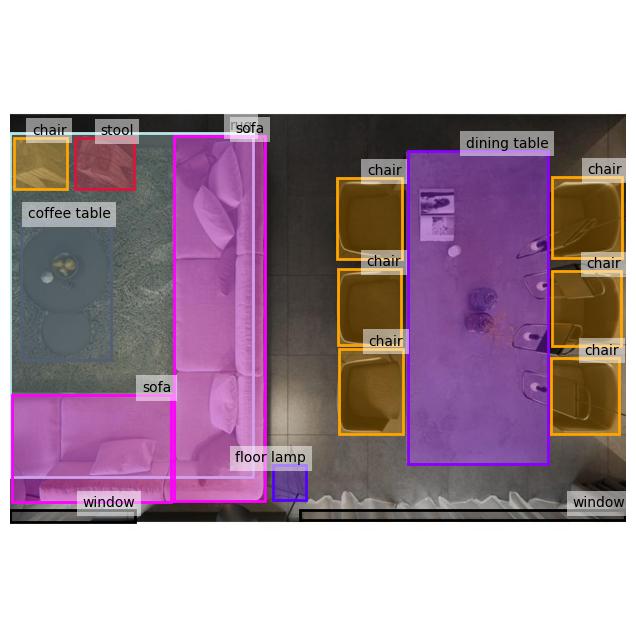 chair
stool
rug
sofa
dining table
chair
chair
coffee table
chair
chair
chair
chair
sofa
floor lamp
window
window